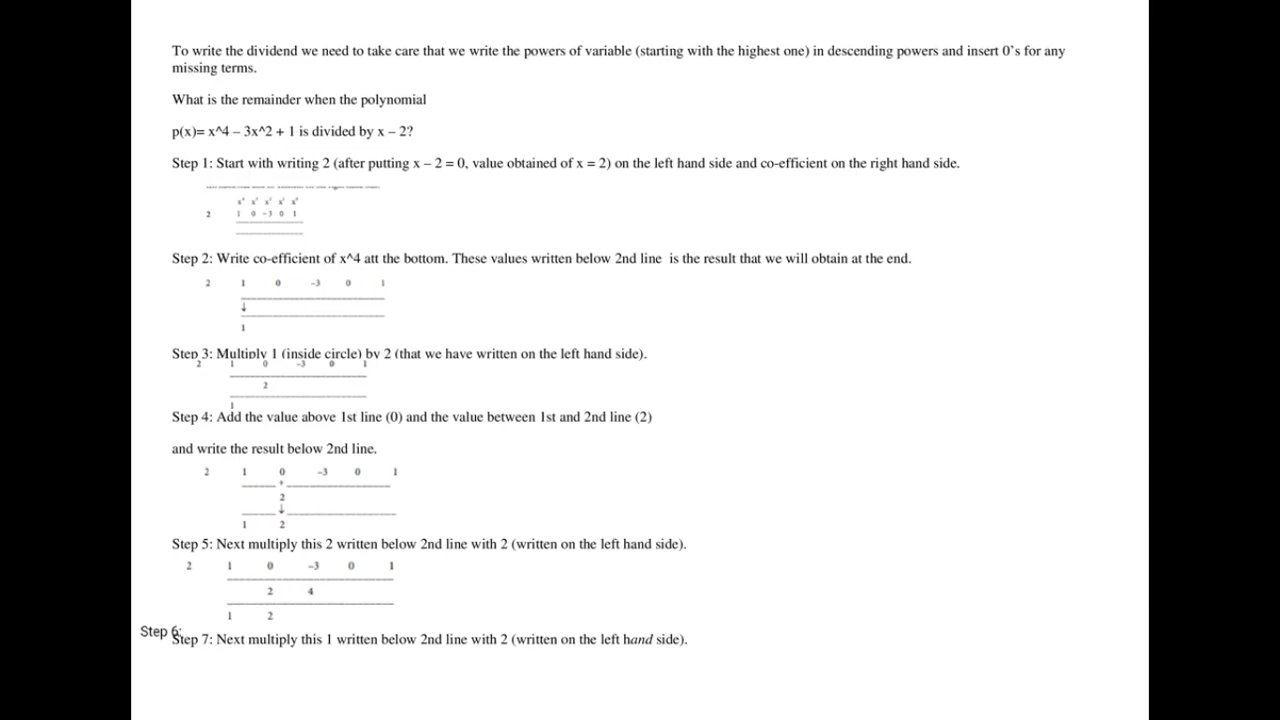 To write the dividend we need to take care that we write the powers of variable (starting with the highest one) in descending powers and insert 0's for any
missing terms.
What is the remainder when the polynomial
p(x)= x^4 – 3x^2 + 1 is divided by x – 2?
Step 1: Start with writing 2 (after putting x – 2 = 0, value obtained of x = 2) on the left hand side and co-efficient on the right hand side.
2 1 0 -3 0 1
Step 2: Write co-efficient of x^4 att the bottom. These values written below 2nd line is the result that we will obtain at the end.
2 1 0 -3 0 1
↓
1
Step 3: Multiply 1 (inside circle) by 2 (that we have written on the left hand side).
2 1 0 -3 0 1
2
1
Step 4: Add the value above 1st line (0) and the value between 1st and 2nd line (2)
and write the result below 2nd line.
2 1 0 -3 0 1
+
2
↓
1 2
Step 5: Next multiply this 2 written below 2nd line with 2 (written on the left hand side).
2 1 0 -3 0 1
2 4
1 2
Step 6:
Step 7: Next multiply this 1 written below 2nd line with 2 (written on the left hand side).